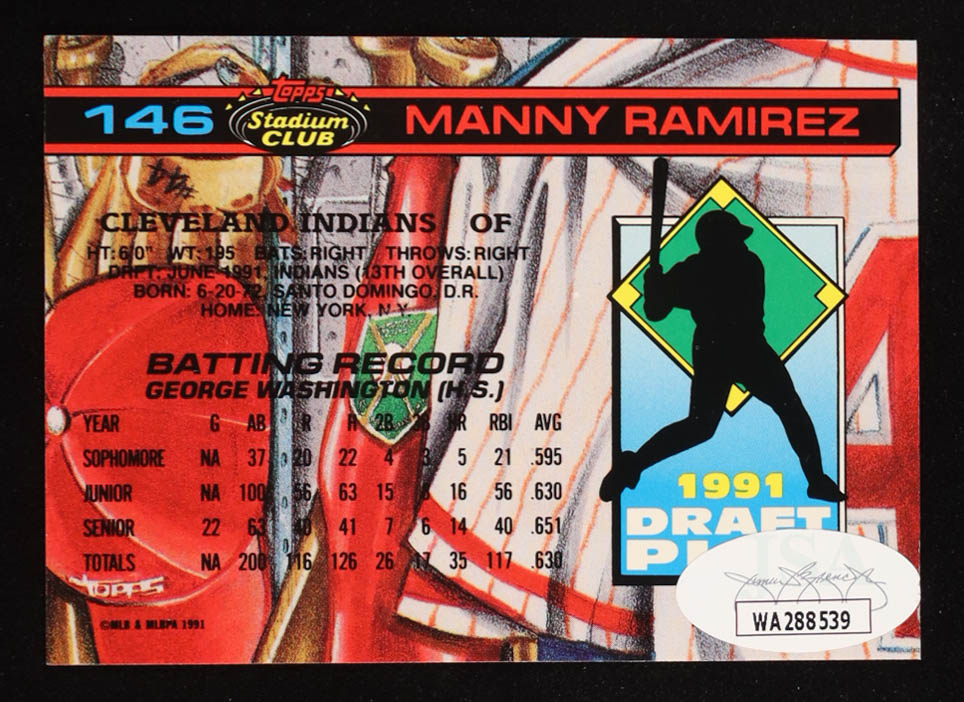 146
TOPPS
Stadium
CLUB
MANNY RAMIREZ
CLEVELAND INDIANS OF
HT: 6'0" WT: 195 BATS: RIGHT THROWS: RIGHT
DRFT: JUNE 1991, INDIANS (13TH OVERALL)
BORN: 6-20-72, SANTO DOMINGO, D.R.
HOME: NEW YORK, N.Y.
BATTING RECORD
GEORGE WASHINGTON (H.S.)
YEAR G AB R H 2B 3B HR RBI AVG
SOPHOMORE NA 37 20 22 4 3 5 21 .595
JUNIOR NA 100 56 63 15 16 56 .630
SENIOR 22 63 40 41 7 6 14 40 .651
TOTALS NA 200 116 126 26 17 35 117 .630
1991
DRAFT
TOPPS
©MLB & MLBPA 1991
JSA
WA288539